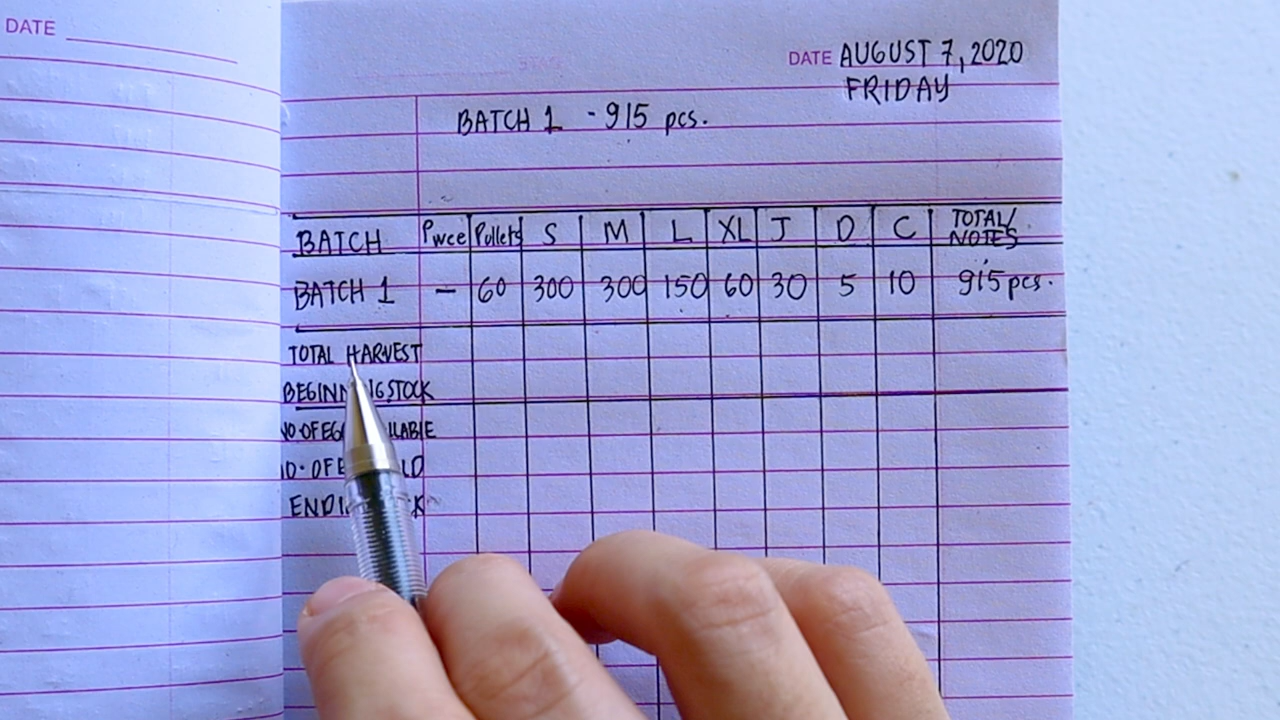 DATE
DATE AUGUST 7, 2020
FRIDAY
BATCH 1 - 915 pcs.
BATCH Pwee Pullets S M L XL J D C TOTAL/ NOTES
BATCH 1 - 60 300 300 150 60 30 5 10 915 pcs.
TOTAL HARVEST
STOCK